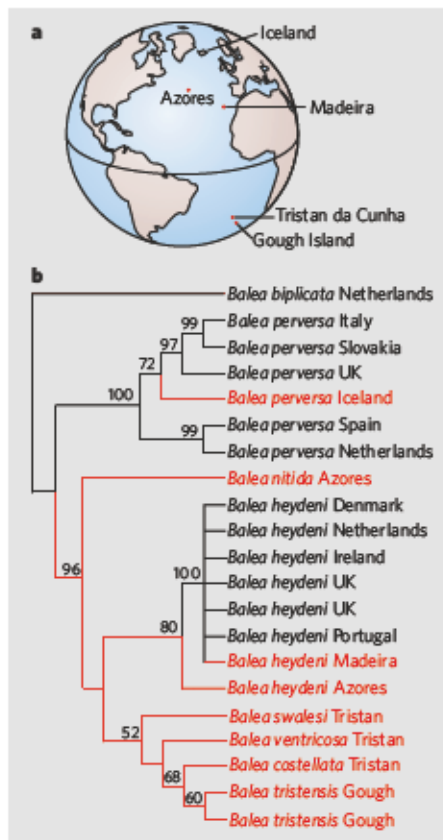 a
Iceland
Azores
Madeira
Tristan da Cunha
Gough Island
b
Balea biplicata Netherlands
99
Balea perversa Italy
97
Balea perversa Slovakia
72
Balea perversa UK
100
Balea perversa Iceland
Balea perversa Spain
99
Balea perversa Netherlands
Balea nitida Azores
Balea heydeni Denmark
Balea heydeni Netherlands
96
100
Balea heydeni Ireland
Balea heydeni UK
Balea heydeni UK
80
Balea heydeni Portugal
Balea heydeni Madeira
Balea heydeni Azores
Balea swalesi Tristan
52
Balea ventricosa Tristan
68
Balea costellata Tristan
60
Balea tristensis Gough
Balea tristensis Gough